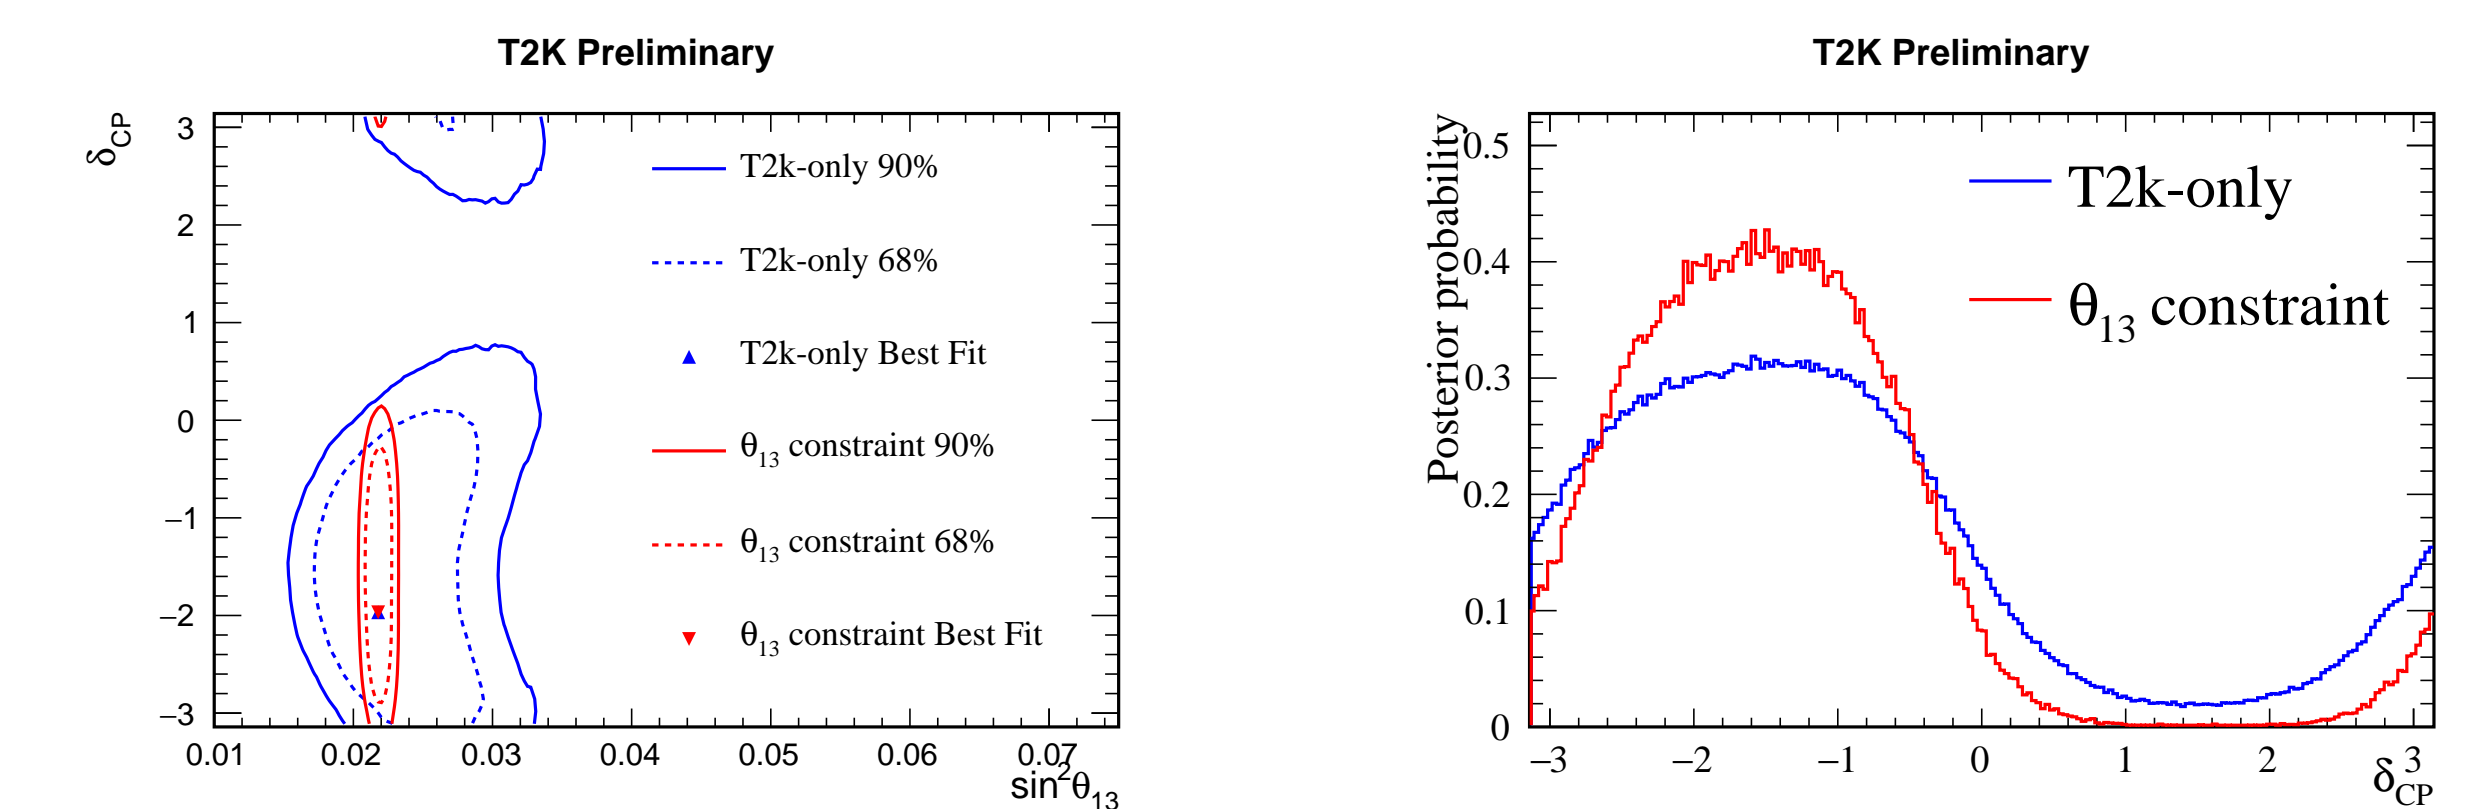 T2K Preliminary
δCP
3
2
1
0
−1
−2
−3
T2k-only 90%
T2k-only 68%
T2k-only Best Fit
θ13 constraint 90%
θ13 constraint 68%
θ13 constraint Best Fit
0.01 0.02 0.03 0.04 0.05 0.06 0.07
sin²θ13
T2K Preliminary
Posterior probability
0.5
0.4
0.3
0.2
0.1
0
T2k-only
θ13 constraint
−3 −2 −1 0 1 2 3
δCP